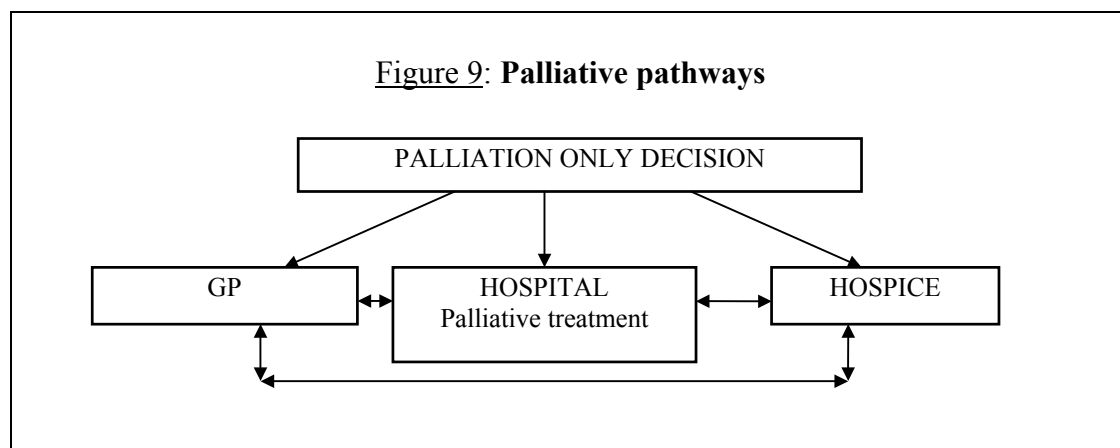 Figure 9: Palliative pathways
PALLIATION ONLY DECISION
GP
HOSPITAL
Palliative treatment
HOSPICE